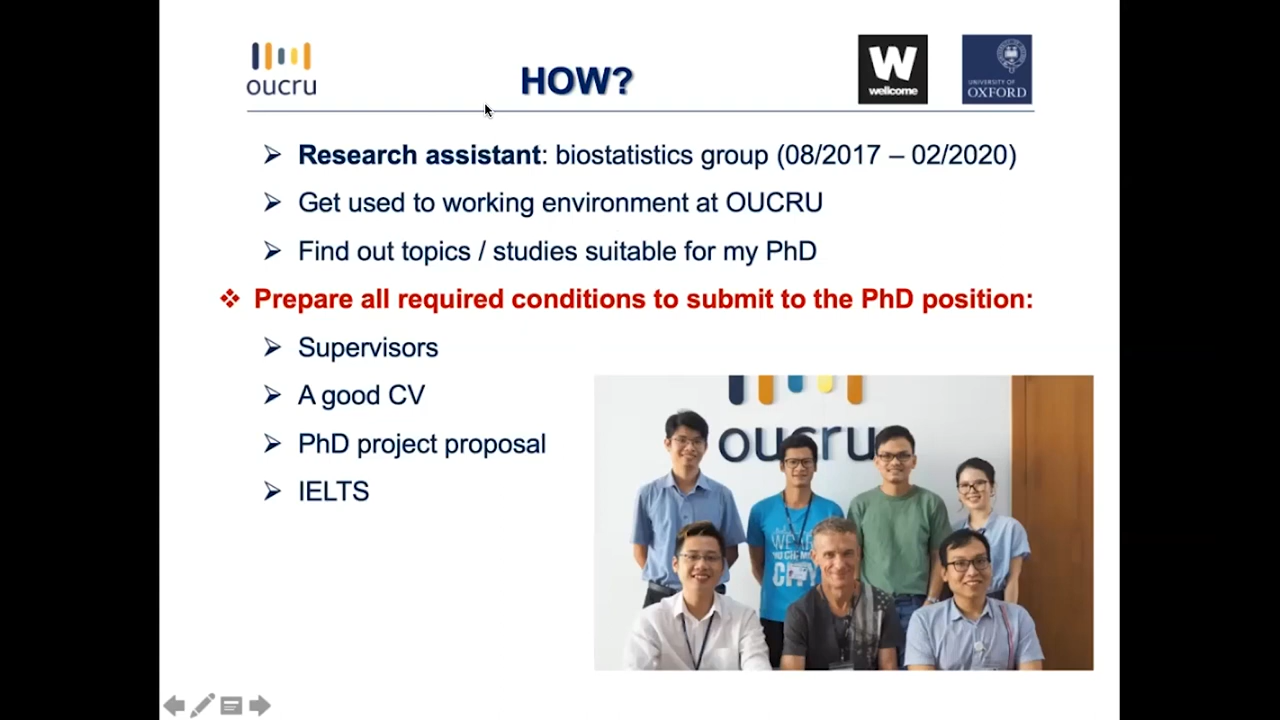 oucru
HOW?
W
wellcome
UNIVERSITY OF
OXFORD
Research assistant: biostatistics group (08/2017 – 02/2020)
Get used to working environment at OUCRU
Find out topics / studies suitable for my PhD
Prepare all required conditions to submit to the PhD position:
Supervisors
A good CV
PhD project proposal
IELTS
oucru
CITY